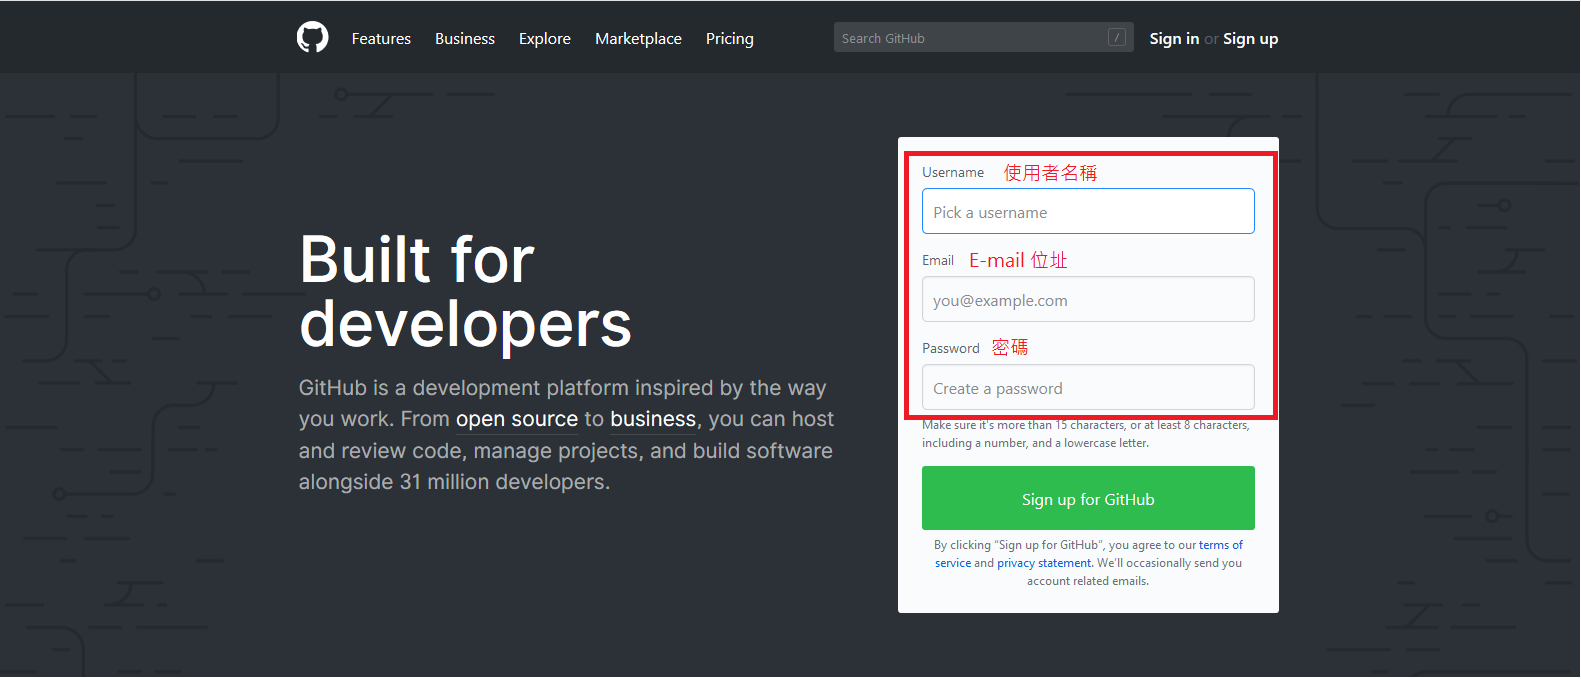 Features Business Explore Marketplace Pricing Search GitHub / Sign in or Sign up
Built for
developers
GitHub is a development platform inspired by the way
you work. From open source to business, you can host
and review code, manage projects, and build software
alongside 31 million developers.
Username 使用者名稱
Pick a username
Email E-mail 位址
you@example.com
Password 密碼
Create a password
Make sure it's more than 15 characters, or at least 8 characters,
including a number, and a lowercase letter.
Sign up for GitHub
By clicking “Sign up for GitHub”, you agree to our terms of
service and privacy statement. We’ll occasionally send you
account related emails.